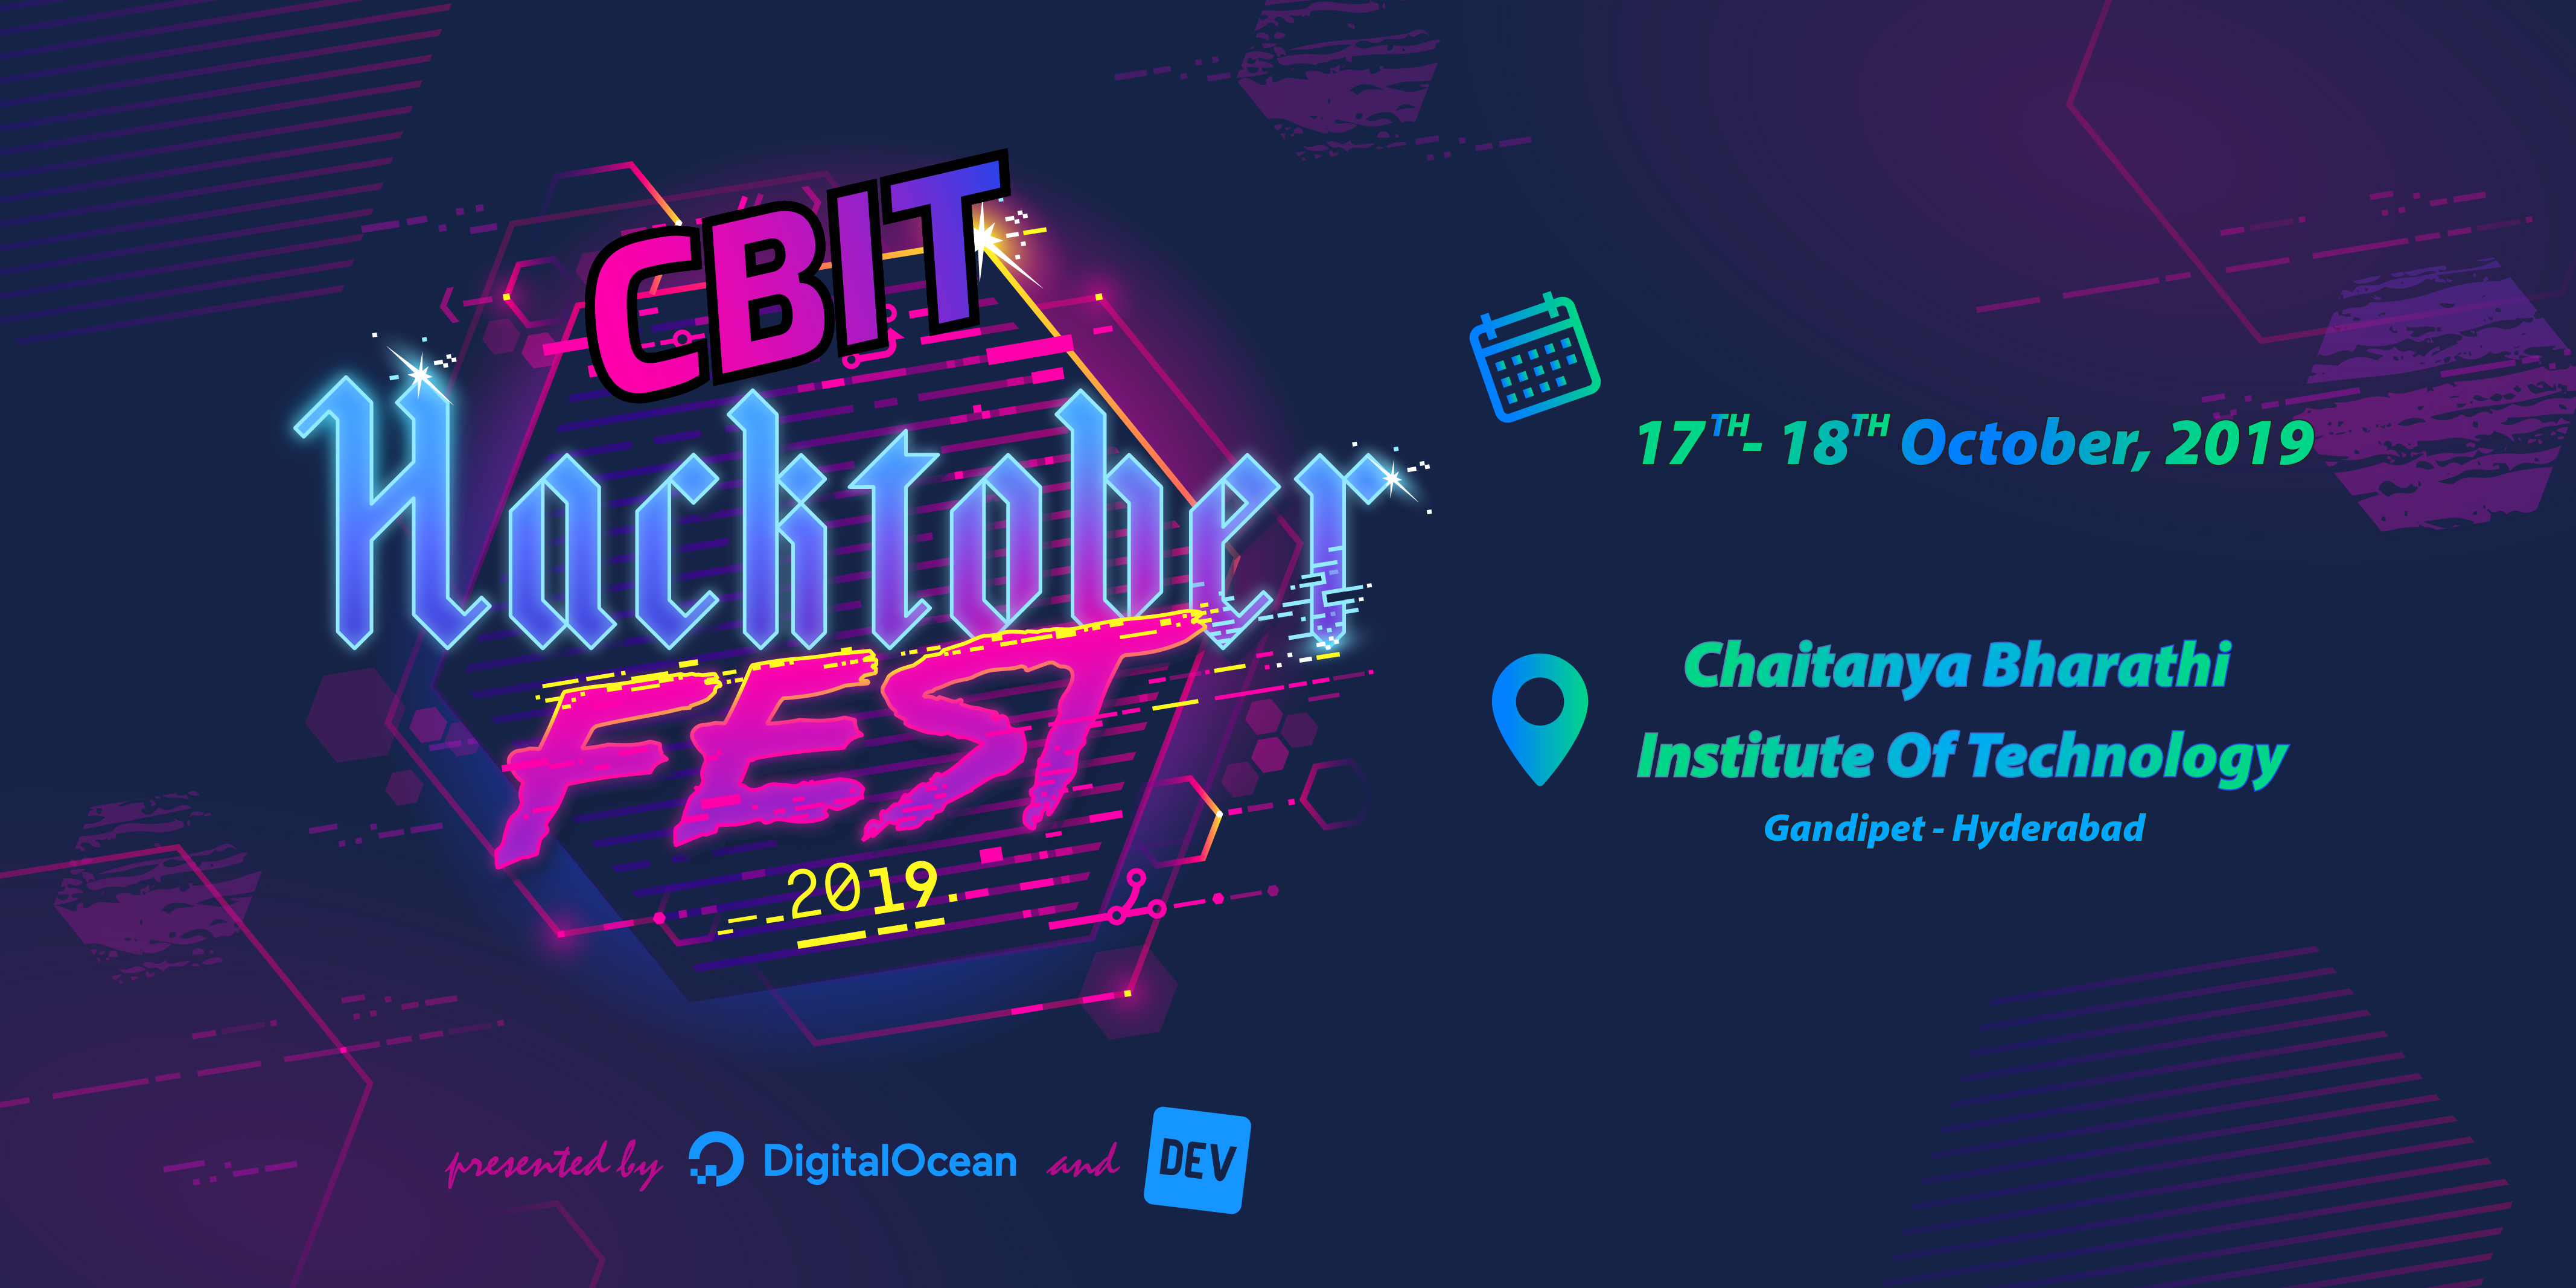 CBIT
Hacktober
FEST
2019
presented by DigitalOcean and DEV
17TH- 18TH October, 2019
Chaitanya Bharathi
Institute Of Technology
Gandipet - Hyderabad